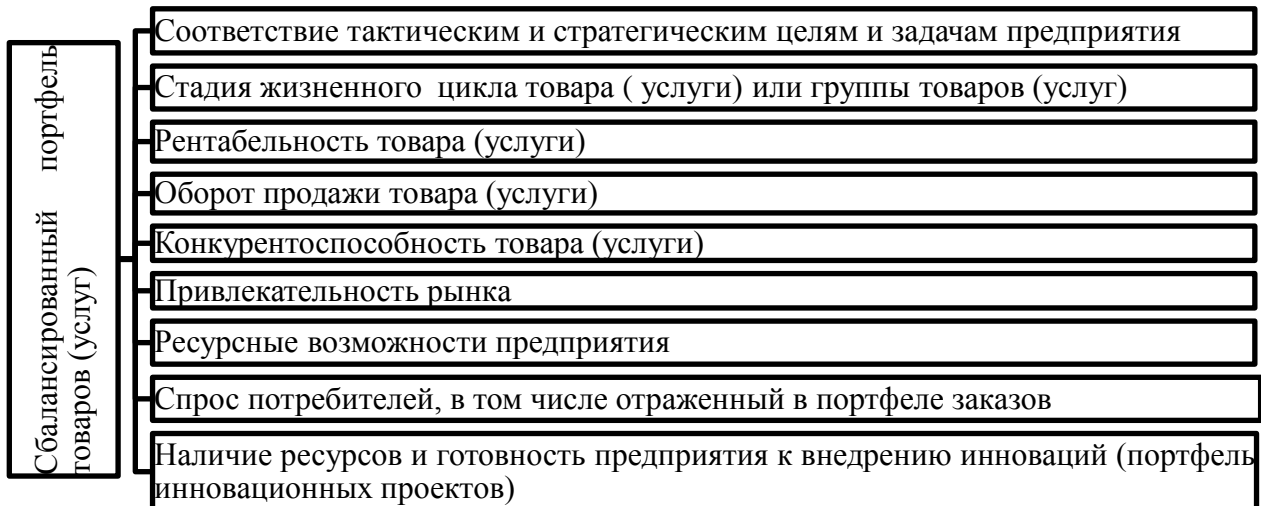 Сбалансированный портфель
товаров (услуг)
Соответствие тактическим и стратегическим целям и задачам предприятия
Стадия жизненного цикла товара ( услуги) или группы товаров (услуг)
Рентабельность товара (услуги)
Оборот продажи товара (услуги)
Конкурентоспособность товара (услуги)
Привлекательность рынка
Ресурсные возможности предприятия
Спрос потребителей, в том числе отраженный в портфеле заказов
Наличие ресурсов и готовность предприятия к внедрению инноваций (портфель
инновационных проектов)